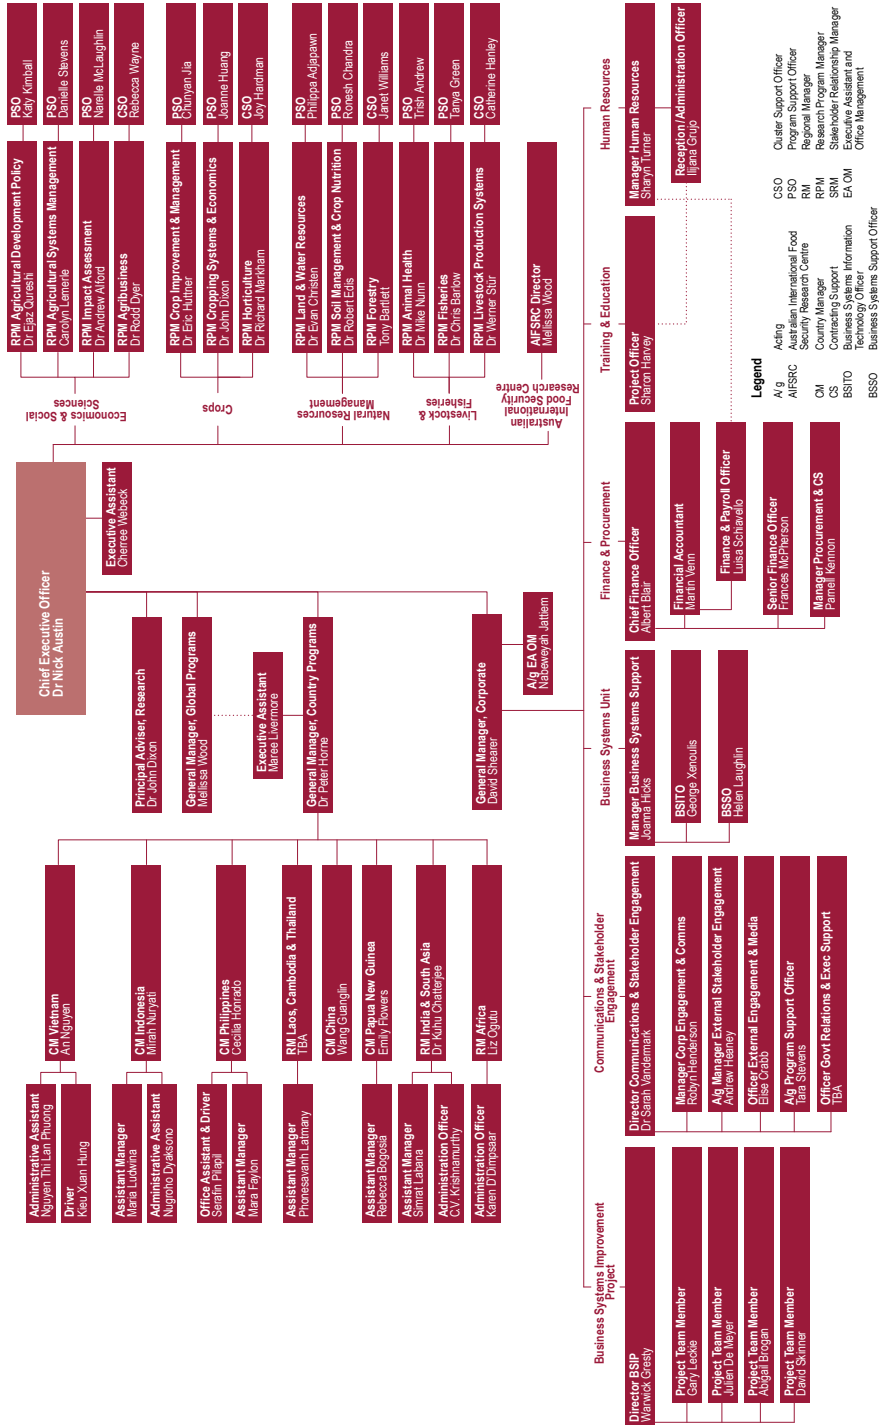 Chief Executive Officer
Dr Nick Austin
Executive Assistant
Cherree Webeck
Principal Adviser, Research
Dr John Dixon
General Manager, Global Programs
Mellissa Wood
Executive Assistant
Maree Livermore
General Manager, Country Programs
Dr Peter Horne
General Manager, Corporate
David Shearer
A/g EA OM
Nabeweyah Jattiem
CM Vietnam
An Nguyen
Administrative Assistant
Nguyen Thi Lan Phuong
Driver
Kieu Xuan Hung
CM Indonesia
Mirah Nuryati
Assistant Manager
Maria Ludwina
Administrative Assistant
Nugroho Dyaksono
CM Philippines
Cecilia Honrado
Office Assistant & Driver
Serafin Pilapil
Assistant Manager
Mara Faylon
RM Laos, Cambodia & Thailand
TBA
Assistant Manager
Phonesavanh Latmany
CM China
Wang Guanglin
CM Papua New Guinea
Emily Flowers
Assistant Manager
Rebecca Bogosia
RM India & South Asia
Dr Kuhu Chatterjee
Assistant Manager
Simrat Labana
Administration Officer
C.V. Krishnamurthy
RM Africa
Liz Ogutu
Administration Officer
Karen D'Dimpsaar
Economics & Social
Sciences
RPM Agricultural Development Policy
Dr Ejaz Qureshi
PSO
Katy Kimball
RPM Agricultural Systems Management
Carolyn Lemerle
PSO
Danielle Stevens
RPM Impact Assessment
Dr Andrew Alford
PSO
Narelle McLaughlin
RPM Agribusiness
Dr Rodd Dyer
CSO
Rebecca Wayne
Crops
RPM Crop Improvement & Management
Dr Eric Huttner
PSO
Chunyan Jia
RPM Cropping Systems & Economics
Dr John Dixon
PSO
Joanne Huang
RPM Horticulture
Dr Richard Markham
CSO
Joy Hardman
Natural Resources
Management
RPM Land & Water Resources
Dr Evan Christen
PSO
Philippa Adjapawn
RPM Soil Management & Crop Nutrition
Dr Robert Edis
PSO
Ronesh Chandra
RPM Forestry
Tony Bartlett
CSO
Janet Williams
Livestock &
Fisheries
RPM Animal Health
Dr Mike Nunn
PSO
Trish Andrew
RPM Fisheries
Dr Chris Barlow
PSO
Tanya Green
RPM Livestock Production Systems
Dr Werner Stür
CSO
Catherine Hanley
Australian
International
Food Security
Research Centre
AIFSRC Director
Mellissa Wood
Business Systems Improvement
Project
Director BSIP
Warwick Gresty
Project Team Member
Gary Leckie
Project Team Member
Julien De Meyer
Project Team Member
Abigail Brogan
Project Team Member
David Skinner
Communications & Stakeholder
Engagement
Director Communications & Stakeholder Engagement
Dr Sarah Vandermark
Manager Corp Engagement & Comms
Robyn Henderson
A/g Manager External Stakeholder Engagement
Andrew Heaney
Officer External Engagement & Media
Elise Crabb
A/g Program Support Officer
Tara Stevens
Officer Govt Relations & Exec Support
TBA
Business Systems Unit
Manager Business Systems Support
Joanna Hicks
BSITO
George Xenoulis
BSSO
Helen Laughlin
Finance & Procurement
Chief Finance Officer
Albert Blair
Financial Accountant
Martin Venn
Finance & Payroll Officer
Luisa Schiavello
Senior Finance Officer
Frances McPherson
Manager Procurement & CS
Parnell Kennon
Training & Education
Project Officer
Sharon Harvey
Human Resources
Manager Human Resources
Sharyn Turner
Reception/Administration Officer
Ilijana Grujo
Legend
A/g Acting
AIFSRC Australian International Food
Security Research Centre
CM Country Manager
CS Contracting Support
BSITO Business Systems Information
Technology Officer
BSSO Business Systems Support Officer
CSO Cluster Support Officer
PSO Program Support Officer
RM Regional Manager
RPM Research Program Manager
SRM Stakeholder Relationship Manager
EA OM Executive Assistant and
Office Management